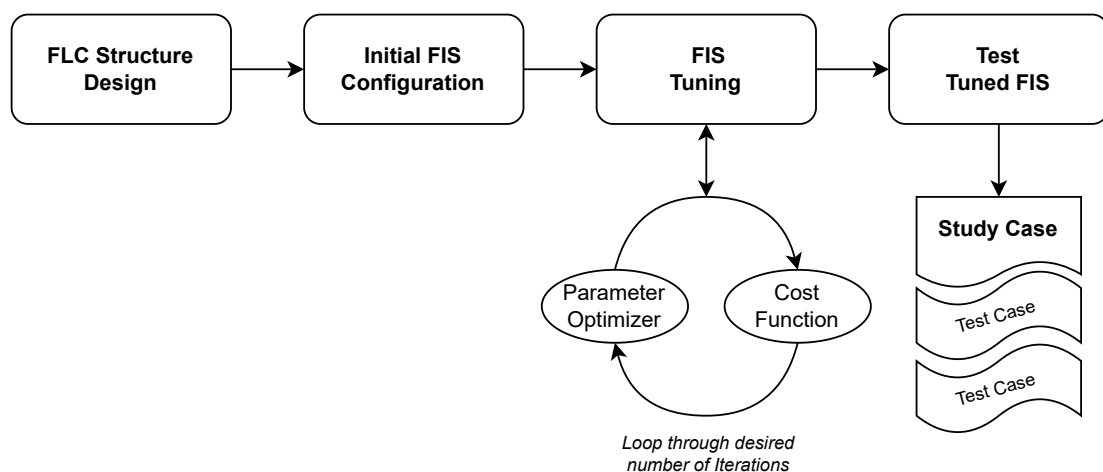 FLC Structure
Design
Initial FIS
Configuration
FIS
Tuning
Test
Tuned FIS
Parameter
Optimizer
Cost
Function
Loop through desired
number of Iterations
Study Case
Test Case
Test Case